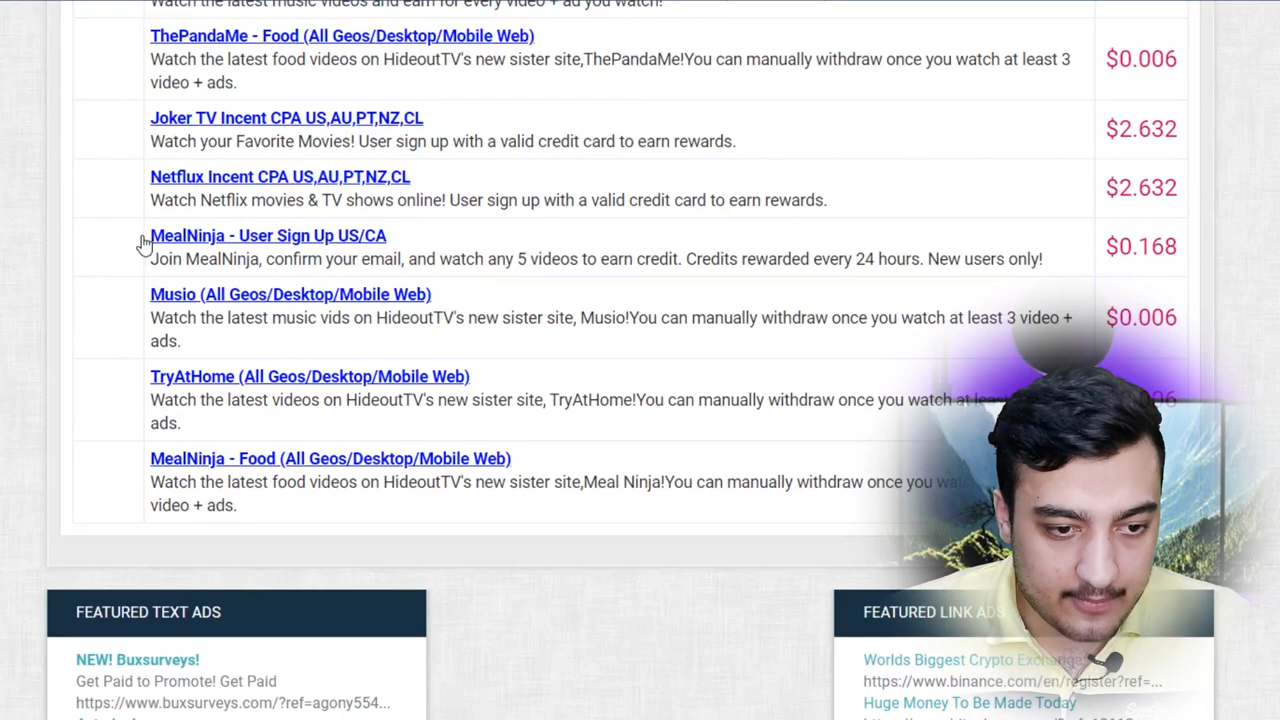 Watch the latest music videos and earn for every video + ad you watch!
ThePandaMe - Food (All Geos/Desktop/Mobile Web)
Watch the latest food videos on HideoutTV's new sister site,ThePandaMe!You can manually withdraw once you watch at least 3
video + ads.
$0.006
Joker TV Incent CPA US,AU,PT,NZ,CL
Watch your Favorite Movies! User sign up with a valid credit card to earn rewards.
$2.632
Netflux Incent CPA US,AU,PT,NZ,CL
Watch Netflix movies & TV shows online! User sign up with a valid credit card to earn rewards.
$2.632
MealNinja - User Sign Up US/CA
Join MealNinja, confirm your email, and watch any 5 videos to earn credit. Credits rewarded every 24 hours. New users only!
$0.168
Musio (All Geos/Desktop/Mobile Web)
Watch the latest music vids on HideoutTV's new sister site, Musio!You can manually withdraw once you watch at least 3 video +
ads.
$0.006
TryAtHome (All Geos/Desktop/Mobile Web)
Watch the latest videos on HideoutTV's new sister site, TryAtHome!You can manually withdraw once you watch at least
ads.
MealNinja - Food (All Geos/Desktop/Mobile Web)
Watch the latest food videos on HideoutTV's new sister site,Meal Ninja!You can manually withdraw once you
video + ads.
FEATURED TEXT ADS
NEW! Buxsurveys!
Get Paid to Promote! Get Paid
https://www.buxsurveys.com/?ref=agony554...
FEATURED LINK ADS
Worlds Biggest Crypto Exchange
https://www.binance.com/en/register?ref=...
Huge Money To Be Made Today